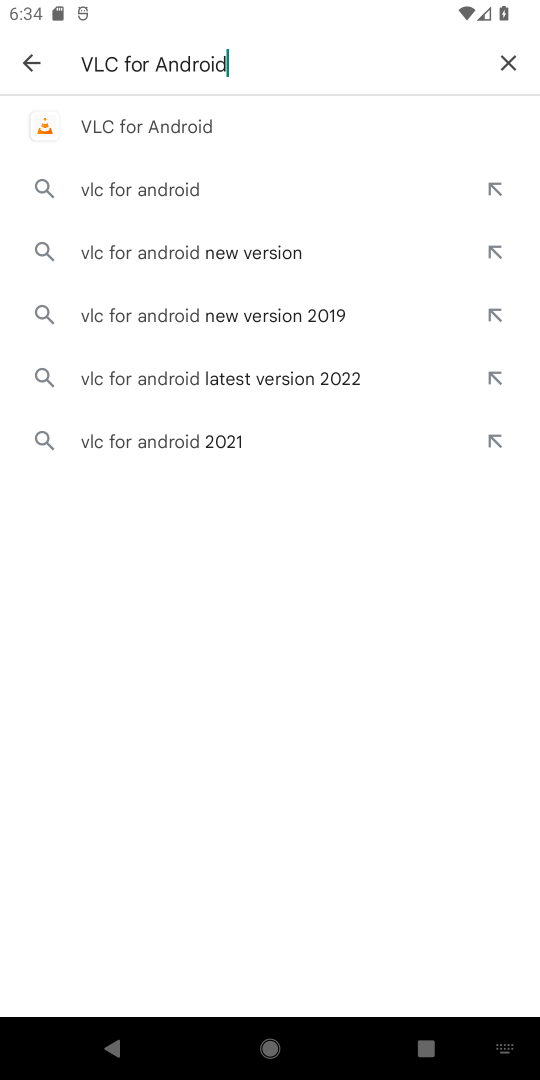 6:34
VLC for Android
VLC for Android
vlc for android
vlc for android new version
vlc for android new version 2019
vlc for android latest version 2022
vlc for android 2021